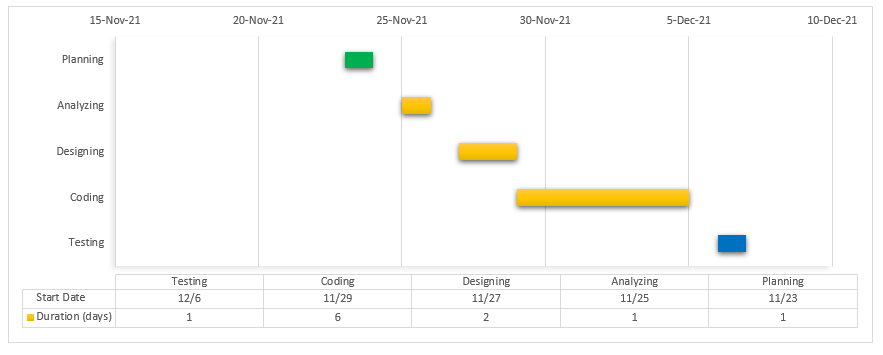 15-Nov-21 20-Nov-21 25-Nov-21 30-Nov-21 5-Dec-21 10-Dec-21
Planning
Analyzing
Designing
Coding
Testing
Testing Coding Designing Analyzing Planning
Start Date 12/6 11/29 11/27 11/25 11/23
Duration (days) 1 6 2 1 1